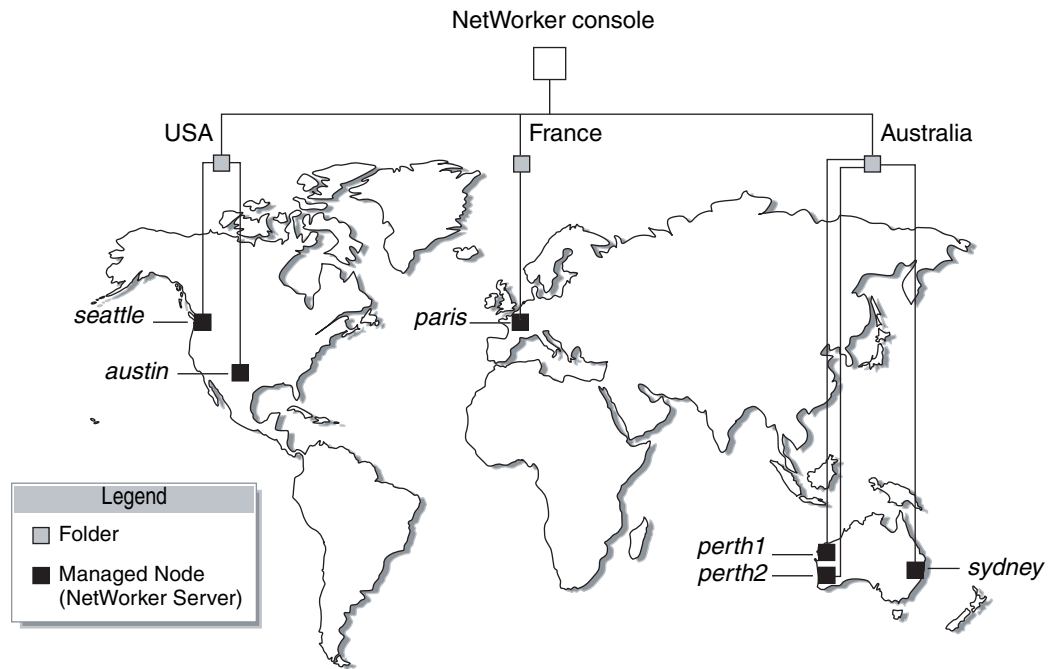 NetWorker console
USA
France
Australia
seattle
paris
austin
Legend
Folder
Managed Node
(NetWorker Server)
perth1
perth2
sydney